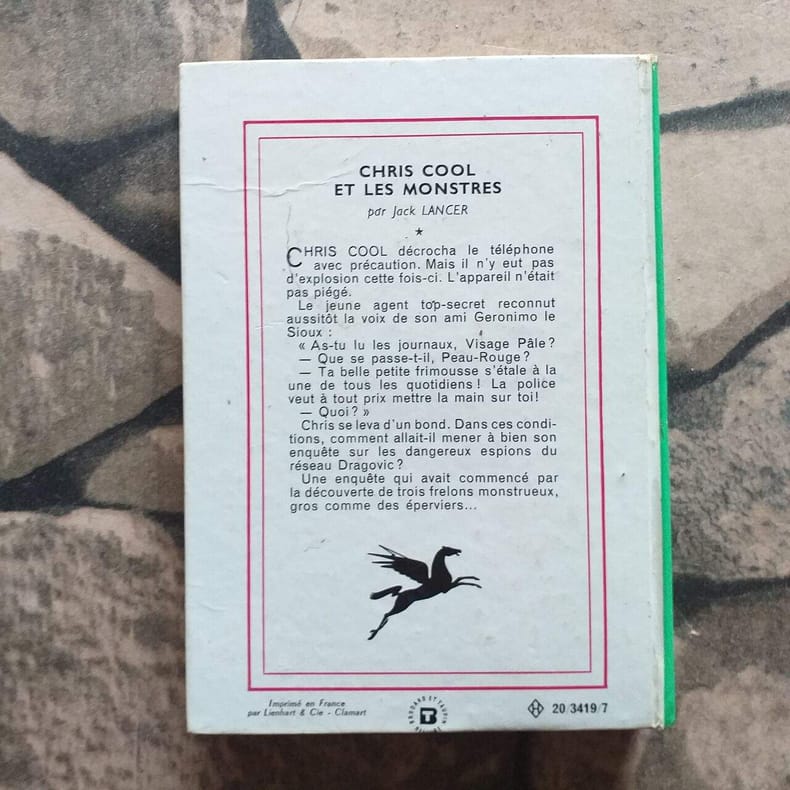 CHRIS COOL
ET LES MONSTRES
par Jack LANCER
★
CHRIS COOL décrocha le téléphone
avec précaution. Mais il n'y eut pas
d'explosion cette fois-ci. L'appareil n'était
pas piégé.
Le jeune agent top-secret reconnut
aussitôt la voix de son ami Geronimo le
Sioux :
« As-tu lu les journaux, Visage Pâle ?
— Que se passe-t-il, Peau-Rouge ?
— Ta belle petite frimousse s'étale à la
une de tous les quotidiens ! La police
veut à tout prix mettre la main sur toi!
— Quoi ? »
Chris se leva d'un bond. Dans ces condi-
tions, comment allait-il mener à bien son
enquête sur les dangereux espions du
réseau Dragovic ?
Une enquête qui avait commencé par
la découverte de trois frelons monstrueux,
gros comme des éperviers...
Imprimé en France
par Lienhart & Cie - Clamart
BRODARD ET TAUPIN
H 20/3419/7